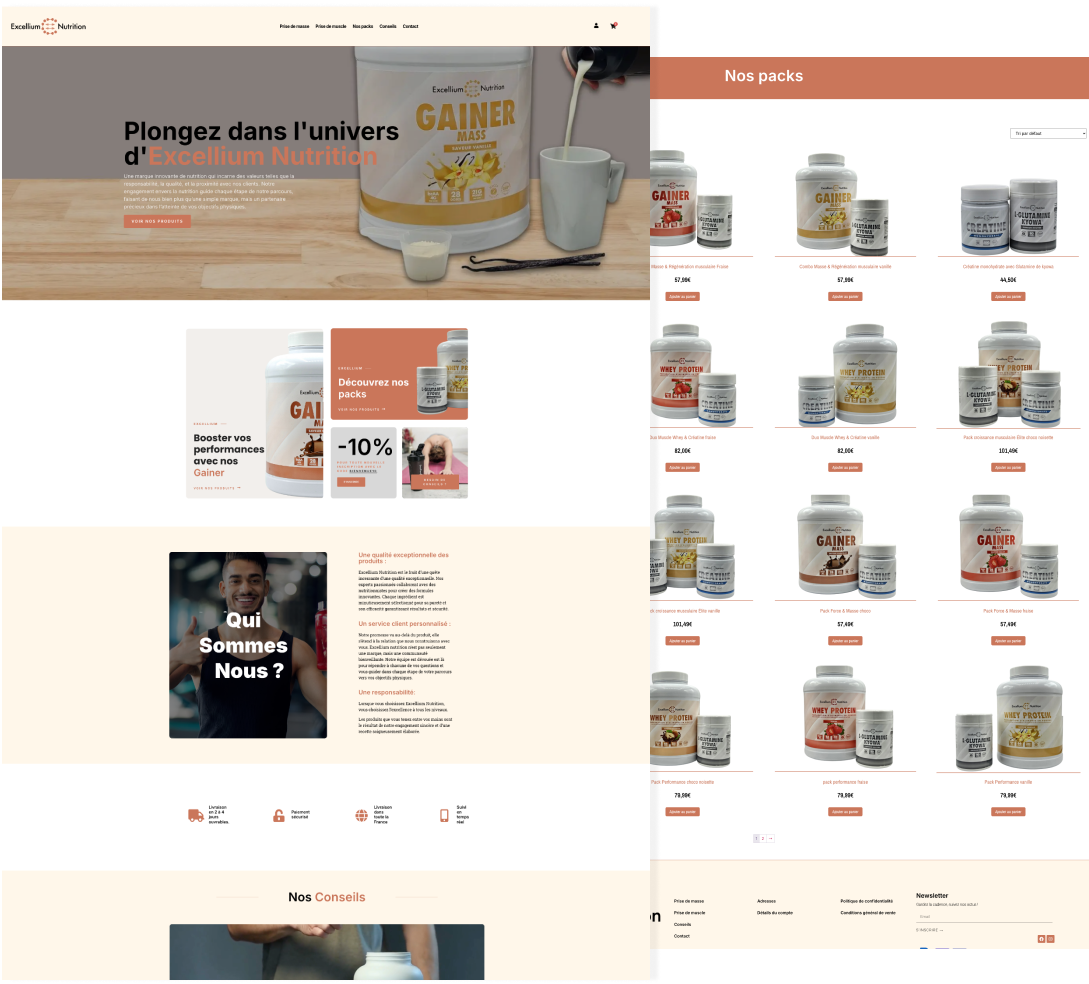 Excellium Nutrition
Prise de masse Prise de muscle Nos packs Conseils Contact
Excellium Nutrition
GAINER
MASS
SAVEUR VANILLE
Plongez dans l'univers
d'Excellium Nutrition
Une marque innovante de nutrition qui incarne des valeurs telles que la
responsabilité, la qualité, et la proximité avec nos clients. Notre
engagement envers la nutrition guide chaque étape de notre parcours,
faisant de nous bien plus qu'une simple marque, mais un partenaire
précieux dans l'atteinte de vos objectifs physiques.
VOIR NOS PRODUITS
EXCELLIUM
Booster vos
performances
avec nos
Gainer
VOIR NOS PRODUITS
EXCELLIUM
Découvrez nos
packs
VOIR NOS PRODUITS
-10%
POUR TOUTE NOUVELLE
INSCRIPTION AVEC LE
CODE BIENVENUE10
BESOIN DE
CONSEILS ?
Qui
Sommes
Nous ?
Une qualité exceptionnelle des
produits :
Excellium Nutrition est le fruit d'une quête
incessante d'une qualité exceptionnelle. Nos
experts passionnés collaborent avec des
nutritionnistes pour créer des formules
innovantes. Chaque ingrédient est
minutieusement sélectionné pour sa pureté et
son efficacité garantissant résultats et sécurité.
Un service client personnalisé :
Notre promesse va au-delà du produit, elle
s'étend à la relation que nous construisons avec
vous. Excellium nutrition n'est pas seulement
une marque, mais une communauté
bienveillante. Notre équipe est dévouée est là
pour répondre à chacune de vos questions et
vous guider dans chaque étape de votre parcours
vers vos objectifs physiques.
Une responsabilité:
Lorsque vous choisissez Excellium Nutrition,
vous choisissez l'excellence à tous les niveaux.
Les produits que vous tenez entre vos mains sont
le résultat de notre engagement sincère et d'une
recette soigneusement élaborée.
Livraison
en 2 à 4
jours
ouvrables.
Paiement
sécurisé
Livraison
dans
toute la
France
Suivi
en
temps
réel
Nos Conseils
Nos packs
Tri par défaut
Masse & Régénération musculaire Fraise
57,99€
Ajouter au panier
Combo Masse & Régénération musculaire vanille
57,99€
Ajouter au panier
Créatine monohydrate avec Glutamine de kyowa
44,50€
Ajouter au panier
Duo Muscle Whey & Créatine fraise
82,00€
Ajouter au panier
Duo Muscle Whey & Créatine vanille
82,00€
Ajouter au panier
Pack croissance musculaire Elite choco noisette
101,49€
Ajouter au panier
croissance musculaire Elite vanille
101,49€
Ajouter au panier
Pack Force & Masse choco
57,49€
Ajouter au panier
Pack Force & Masse fraise
57,49€
Ajouter au panier
Pack Performance choco noisette
79,99€
Ajouter au panier
pack performance fraise
79,99€
Ajouter au panier
Pack Performance vanille
79,99€
Ajouter au panier
1 2 →
Prise de masse
Prise de muscle
Conseils
Contact
Adresses
Détails du compte
Politique de confidentialité
Conditions général de vente
Newsletter
Email
S'INSCRIRE